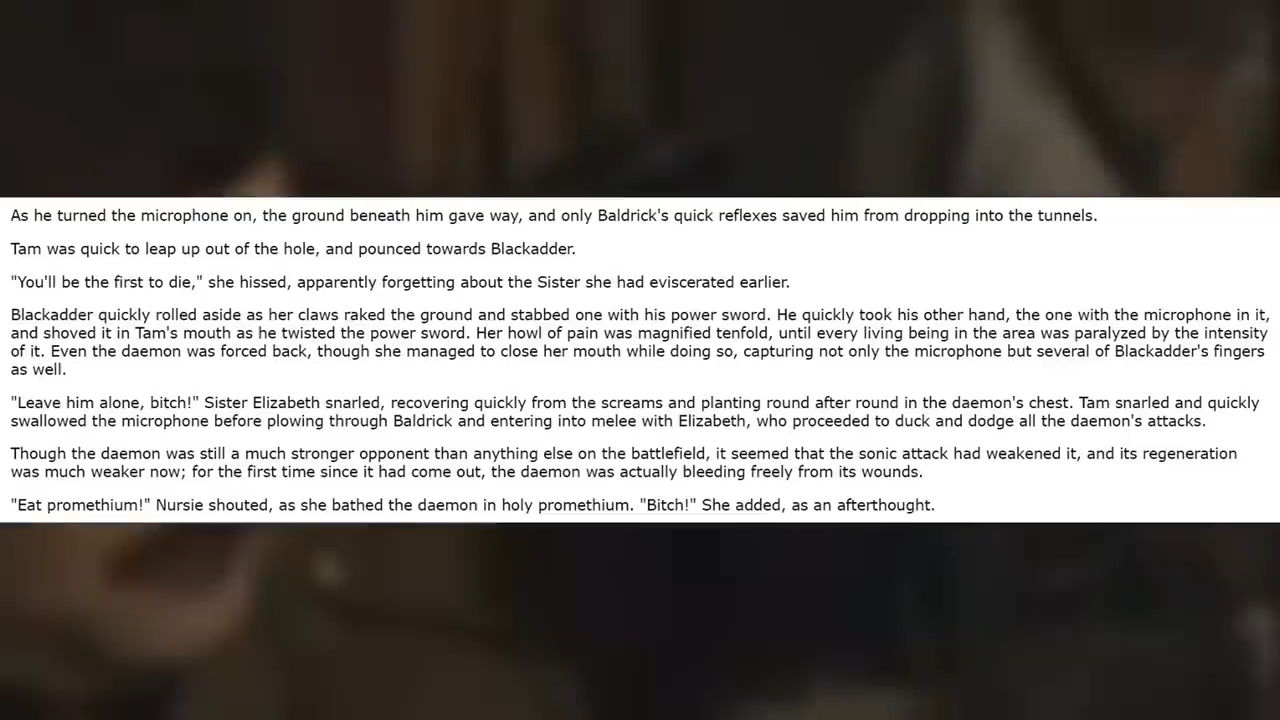 As he turned the microphone on, the ground beneath him gave way, and only Baldrick's quick reflexes saved him from dropping into the tunnels.
Tam was quick to leap up out of the hole, and pounced towards Blackadder.
"You'll be the first to die," she hissed, apparently forgetting about the Sister she had eviscerated earlier.
Blackadder quickly rolled aside as her claws raked the ground and stabbed one with his power sword. He quickly took his other hand, the one with the microphone in it,
and shoved it in Tam's mouth as he twisted the power sword. Her howl of pain was magnified tenfold, until every living being in the area was paralyzed by the intensity
of it. Even the daemon was forced back, though she managed to close her mouth while doing so, capturing not only the microphone but several of Blackadder's fingers
as well.
"Leave him alone, bitch!" Sister Elizabeth snarled, recovering quickly from the screams and planting round after round in the daemon's chest. Tam snarled and quickly
swallowed the microphone before plowing through Baldrick and entering into melee with Elizabeth, who proceeded to duck and dodge all the daemon's attacks.
Though the daemon was still a much stronger opponent than anything else on the battlefield, it seemed that the sonic attack had weakened it, and its regeneration
was much weaker now; for the first time since it had come out, the daemon was actually bleeding freely from its wounds.
"Eat promethium!" Nursie shouted, as she bathed the daemon in holy promethium. "Bitch!" She added, as an afterthought.